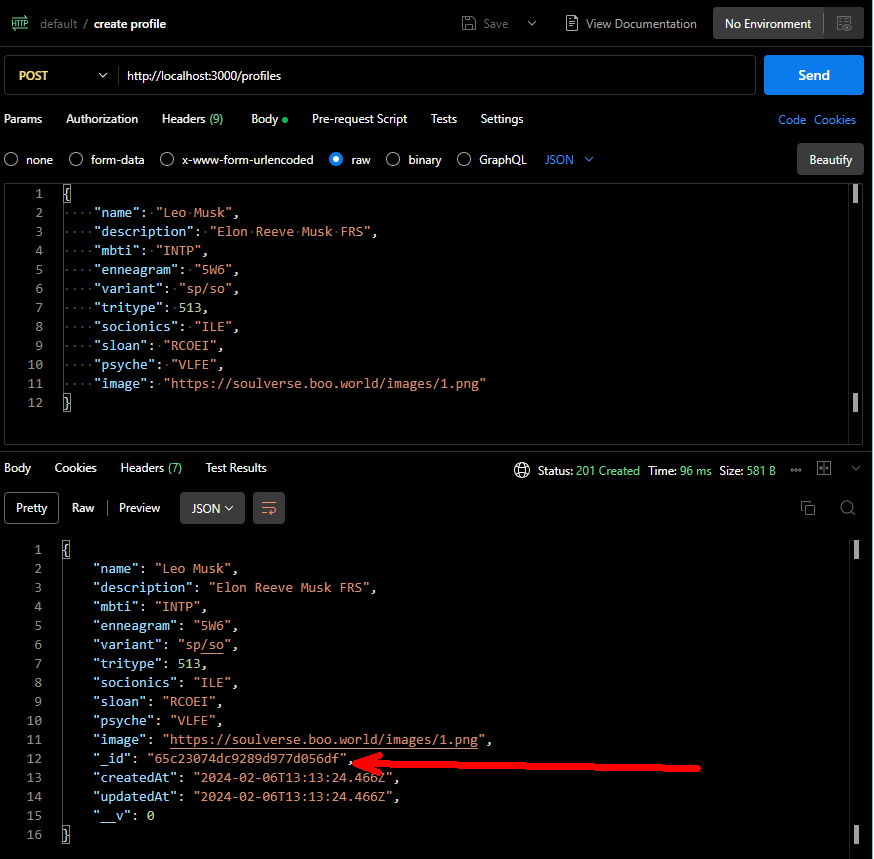 HTTP default / create profile Save View Documentation No Environment
POST http://localhost:3000/profiles Send
Params Authorization Headers (9) Body Pre-request Script Tests Settings Code Cookies
none form-data x-www-form-urlencoded raw binary GraphQL JSON Beautify
1 {
2 ····"name":·"Leo·Musk",
3 ····"description":·"Elon·Reeve·Musk·FRS",
4 ····"mbti":·"INTP",
5 ····"enneagram":·"5W6",
6 ····"variant":·"sp/so",
7 ····"tritype":·513,
8 ····"socionics":·"ILE",
9 ····"sloan":·"RCOEI",
10 ····"psyche":·"VLFE",
11 ····"image":·"https://soulverse.boo.world/images/1.png"
12 }
Body Cookies Headers (7) Test Results Status: 201 Created Time: 96 ms Size: 581 B
Pretty Raw Preview JSON
1 {
2 "name": "Leo Musk",
3 "description": "Elon Reeve Musk FRS",
4 "mbti": "INTP",
5 "enneagram": "5W6",
6 "variant": "sp/so",
7 "tritype": 513,
8 "socionics": "ILE",
9 "sloan": "RCOEI",
10 "psyche": "VLFE",
11 "image": "https://soulverse.boo.world/images/1.png",
12 "_id": "65c23074dc9289d977d056df",
13 "createdAt": "2024-02-06T13:13:24.466Z",
14 "updatedAt": "2024-02-06T13:13:24.466Z",
15 "__v": 0
16 }